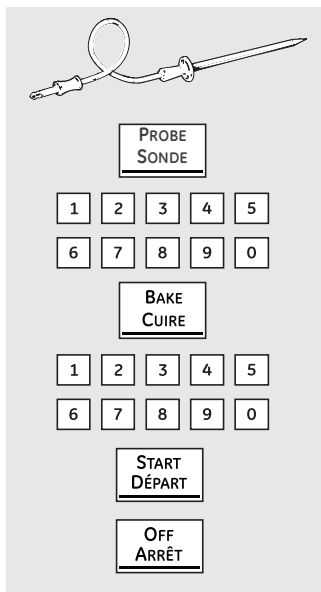 PROBE
SONDE
1 2 3 4 5
6 7 8 9 0
BAKE
CUIRE
1 2 3 4 5
6 7 8 9 0
START
DÉPART
OFF
ARRÊT